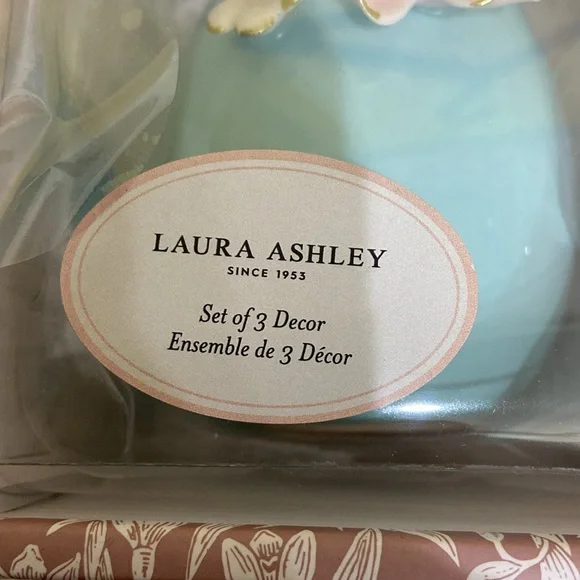 LAURA ASHLEY
SINCE 1953
Set of 3 Decor
Ensemble de 3 Décor